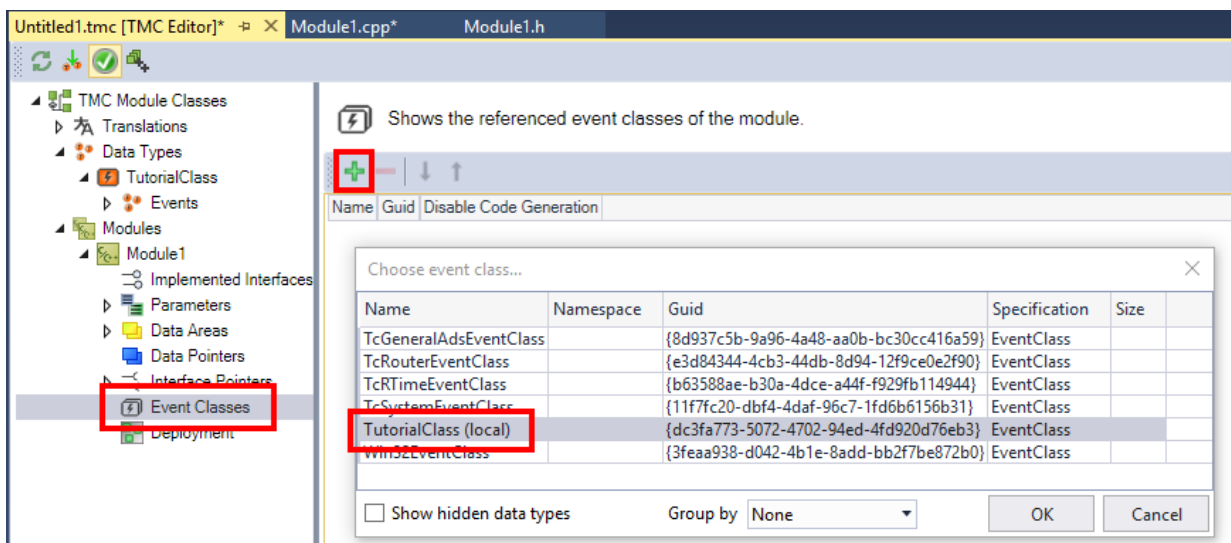 Untitled1.tmc [TMC Editor]* Module1.cpp* Module1.h
TMC Module Classes
Translations
Data Types
TutorialClass
Events
Modules
Module1
Implemented Interfaces
Parameters
Data Areas
Data Pointers
Interface Pointers
Event Classes
Deployment
Shows the referenced event classes of the module.
Name Guid Disable Code Generation
Choose event class...
Name Namespace Guid Specification Size
TcGeneralAdsEventClass {8d937c5b-9a96-4a48-aa0b-bc30cc416a59} EventClass
TcRouterEventClass {e3d84344-4cb3-44db-8d94-12f9ce0e2f90} EventClass
TcRTimeEventClass {b63588ae-b30a-4dce-a44f-f929fb114944} EventClass
TcSystemEventClass {11f7fc20-dbf4-4daf-96c7-1fd6b6156b31} EventClass
TutorialClass (local) {dc3fa773-5072-4702-94ed-4fd920d76eb3} EventClass
Win32EventClass {3feaa938-d042-4b1e-8add-bb2f7be872b0} EventClass
Show hidden data types Group by None OK Cancel